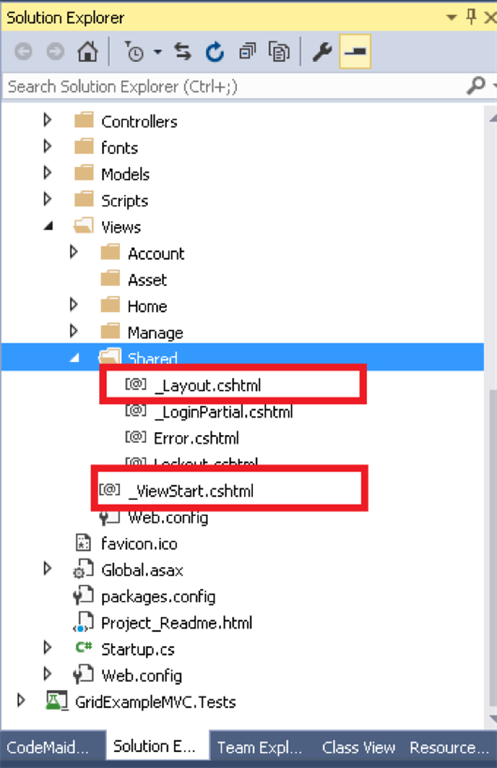 Solution Explorer
Search Solution Explorer (Ctrl+;)
Controllers
fonts
Models
Scripts
Views
Account
Asset
Home
Manage
Shared
[@] _Layout.cshtml
[@] _LoginPartial.cshtml
[@] Error.cshtml
[@] Lockout.cshtml
[@] _ViewStart.cshtml
Web.config
favicon.ico
Global.asax
packages.config
Project_Readme.html
C# Startup.cs
Web.config
GridExampleMVC.Tests
CodeMaid... Solution E... Team Expl... Class View Resource...